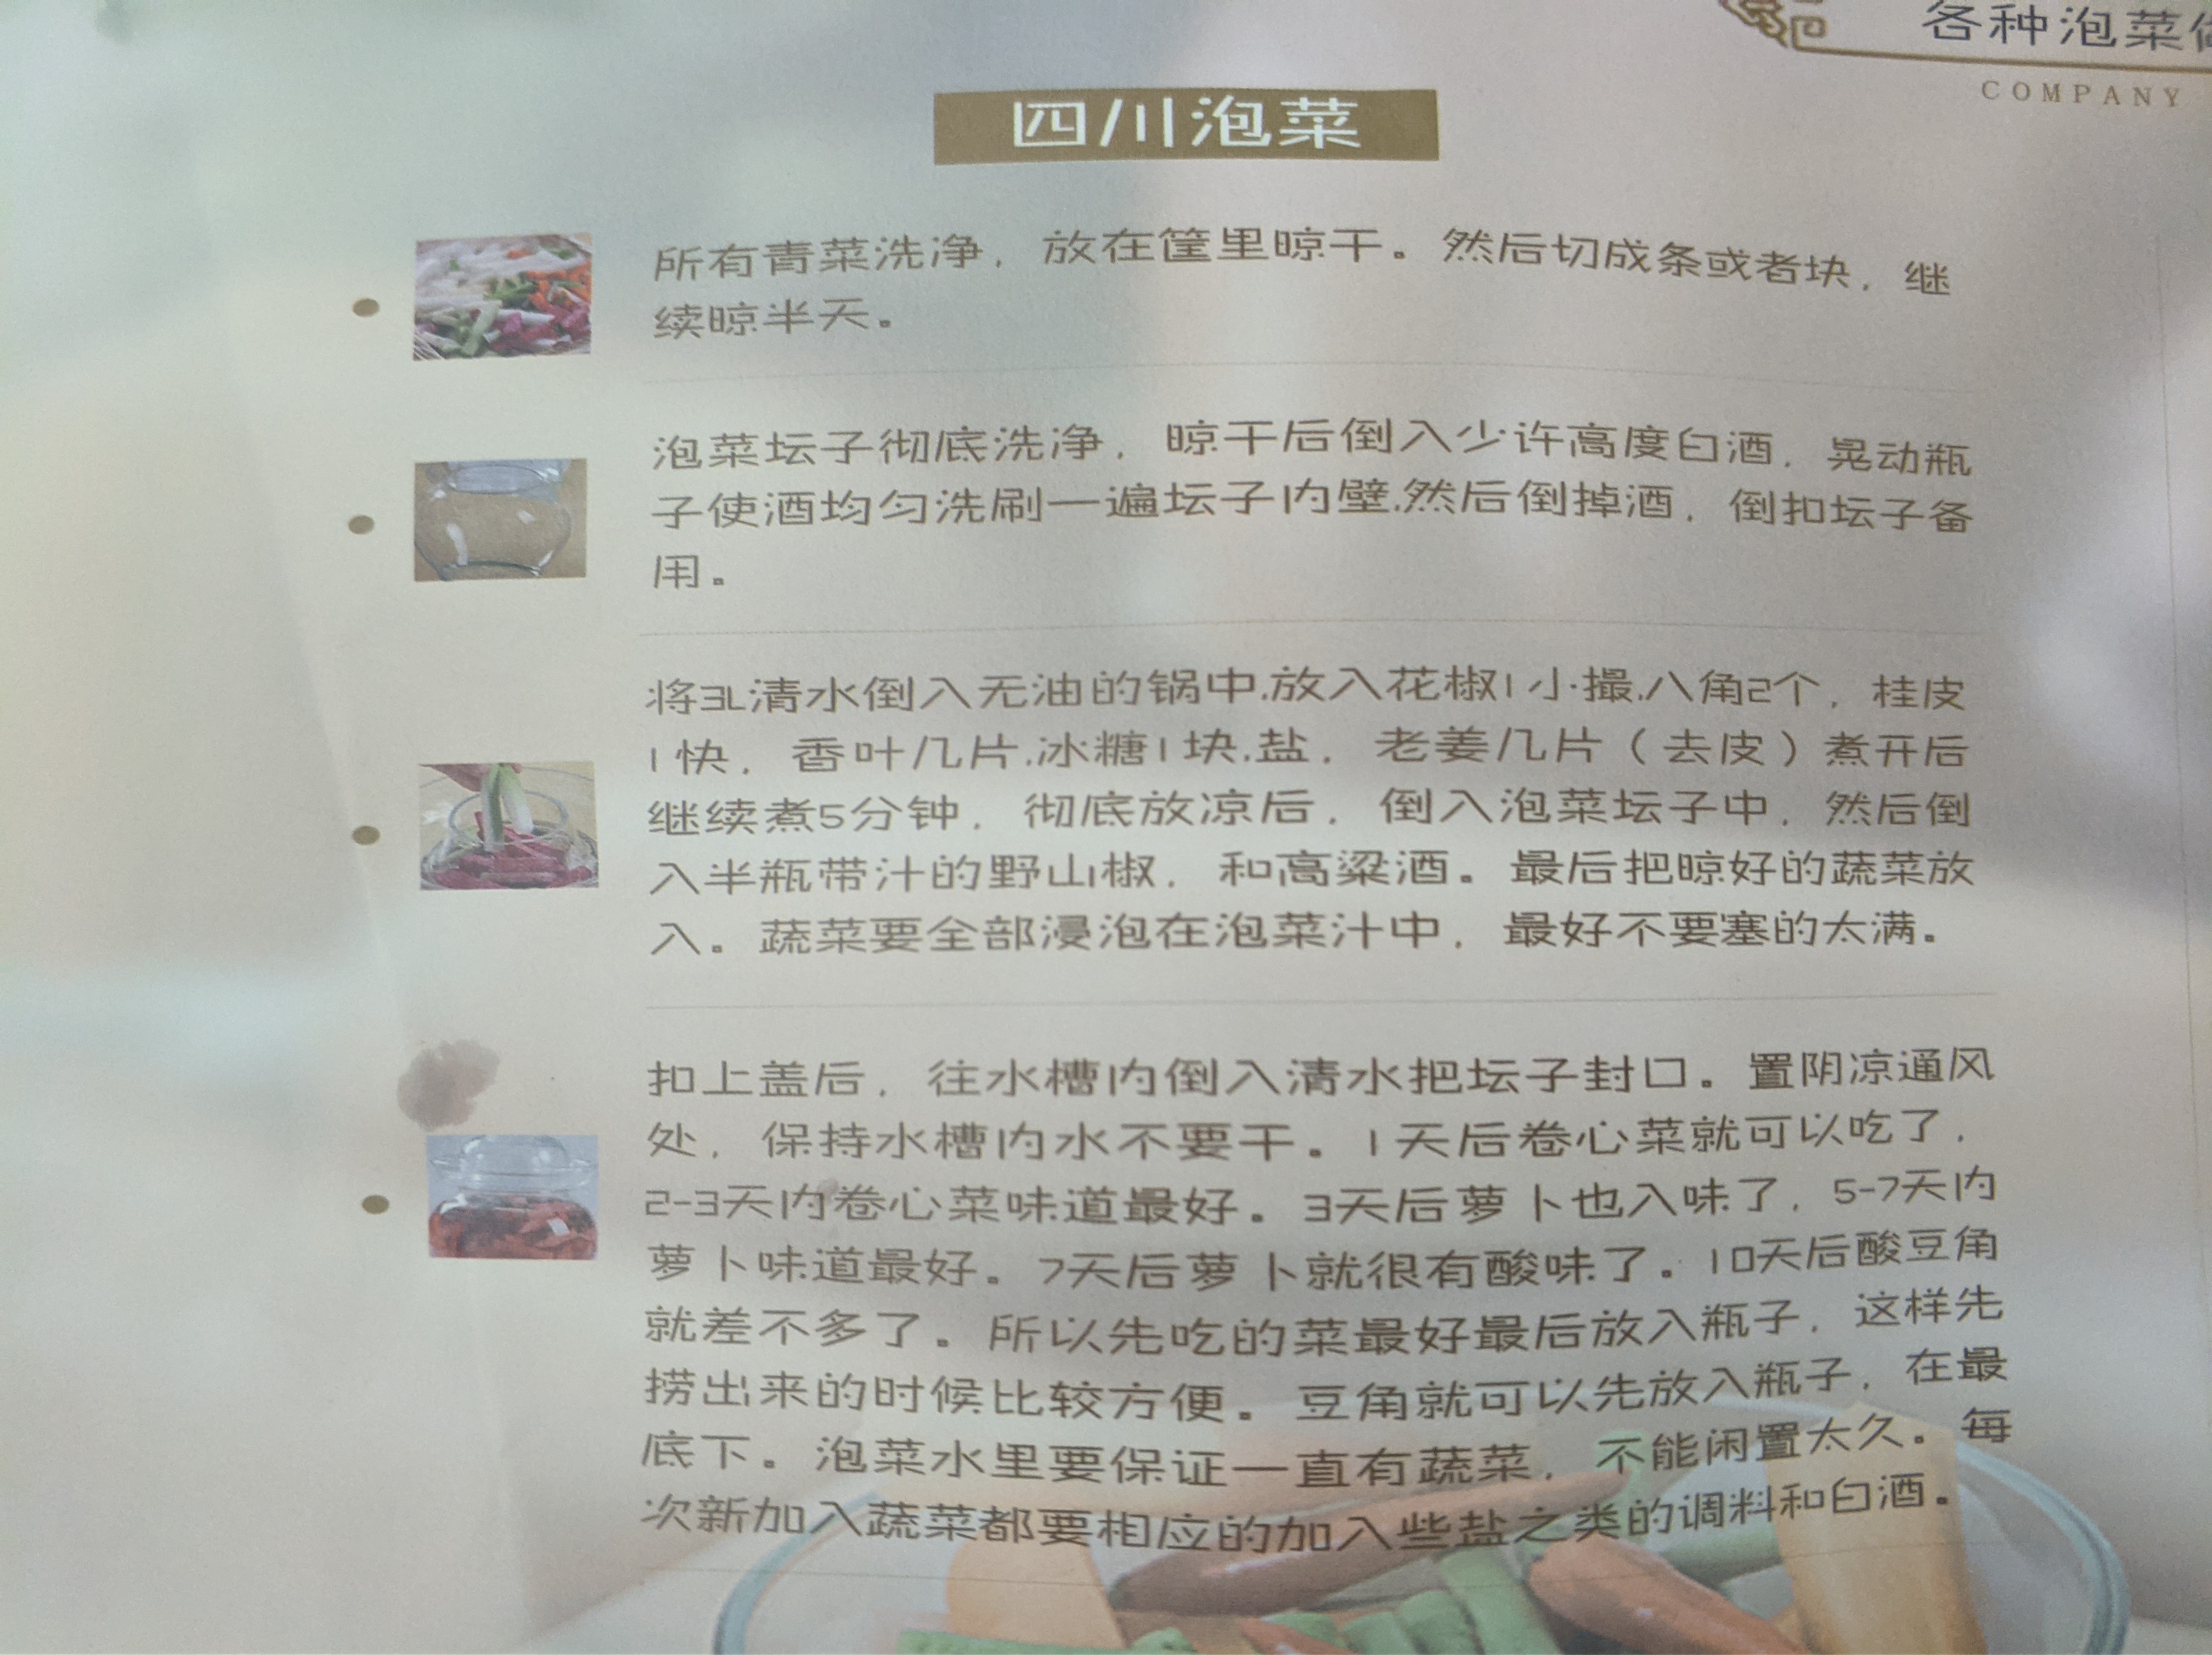 各种泡菜
COMPANY
四川泡菜
所有青菜洗净，放在筐里晾干。然后切成条或者块，继
续晾半天。
泡菜坛子彻底洗净，晾干后倒入少许高度白酒，晃动瓶
子使酒均匀洗刷一遍坛子内壁,然后倒掉酒，倒扣坛子备
用。
将3L清水倒入无油的锅中,放入花椒1小撮,八角2个，桂皮
1快，香叶几片,冰糖1块,盐，老姜几片（去皮）煮开后
继续煮5分钟，彻底放凉后，倒入泡菜坛子中，然后倒
入半瓶带汁的野山椒，和高粱酒。最后把晾好的蔬菜放
入。蔬菜要全部浸泡在泡菜汁中，最好不要塞的太满。
扣上盖后，往水槽内倒入清水把坛子封口。置阴凉通风
处，保持水槽内水不要干。1天后卷心菜就可以吃了，
2-3天内卷心菜味道最好。3天后萝卜也入味了，5-7天内
萝卜味道最好。7天后萝卜就很有酸味了。10天后酸豆角
就差不多了。所以先吃的菜最好最后放入瓶子，这样先
捞出来的时候比较方便。豆角就可以先放入瓶子，在最
底下。泡菜水里要保证一直有蔬菜，不能闲置太久。每
次新加入蔬菜都要相应的加入些盐之类的调料和白酒。